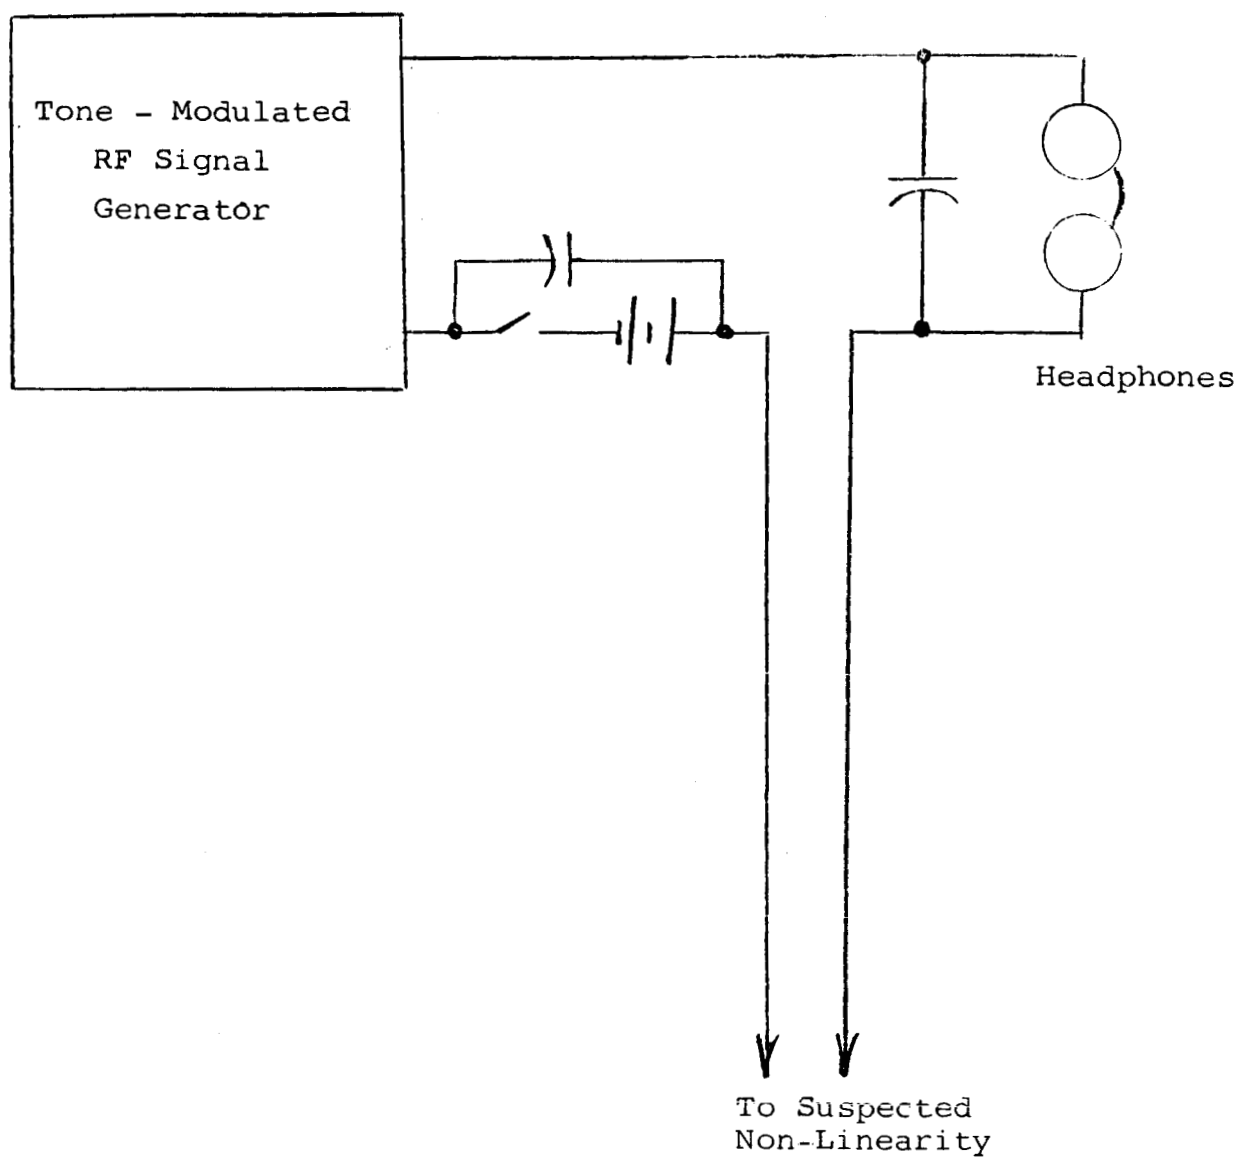 Tone - Modulated
RF Signal
Generator
Headphones
To Suspected
Non-Linearity